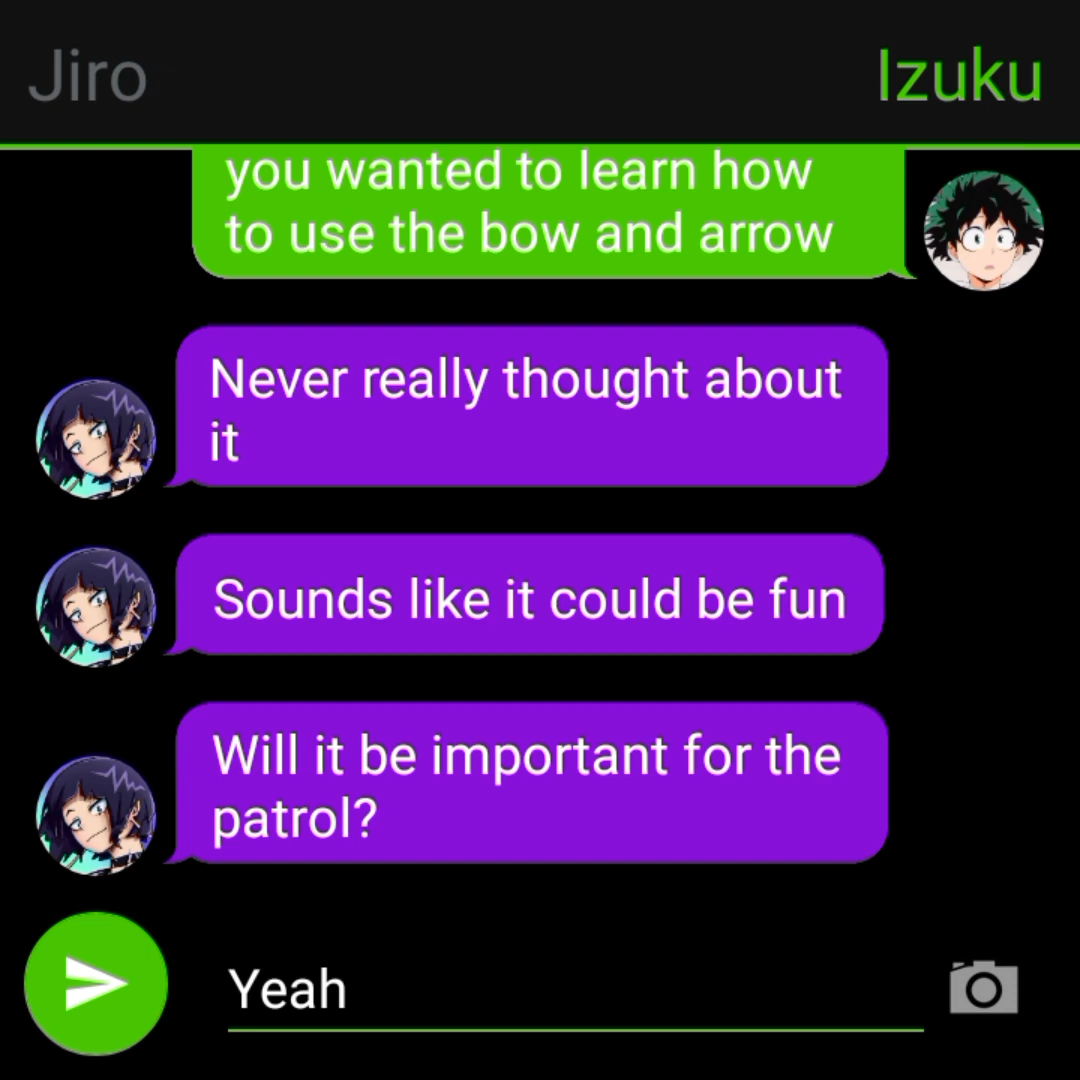 Jiro
Izuku
you wanted to learn how
to use the bow and arrow
Never really thought about
it
Sounds like it could be fun
Will it be important for the
patrol?
Yeah